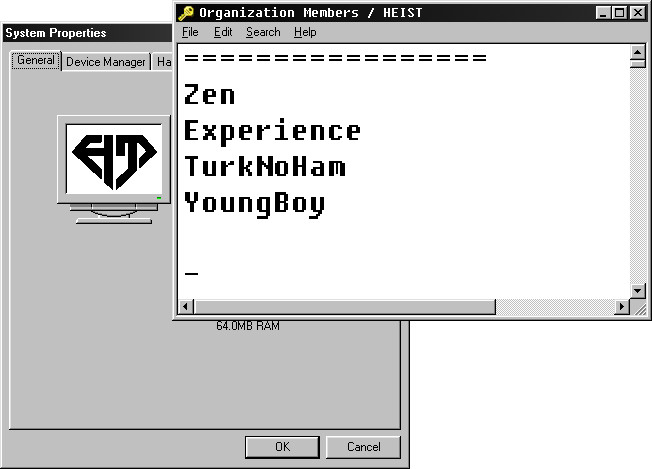 System Properties
General Device Manager Ha
64.0MB RAM
OK Cancel
Organization Members / HEIST
File Edit Search Help
=================
Zen
Experience
TurkNoHam
YoungBoy
_